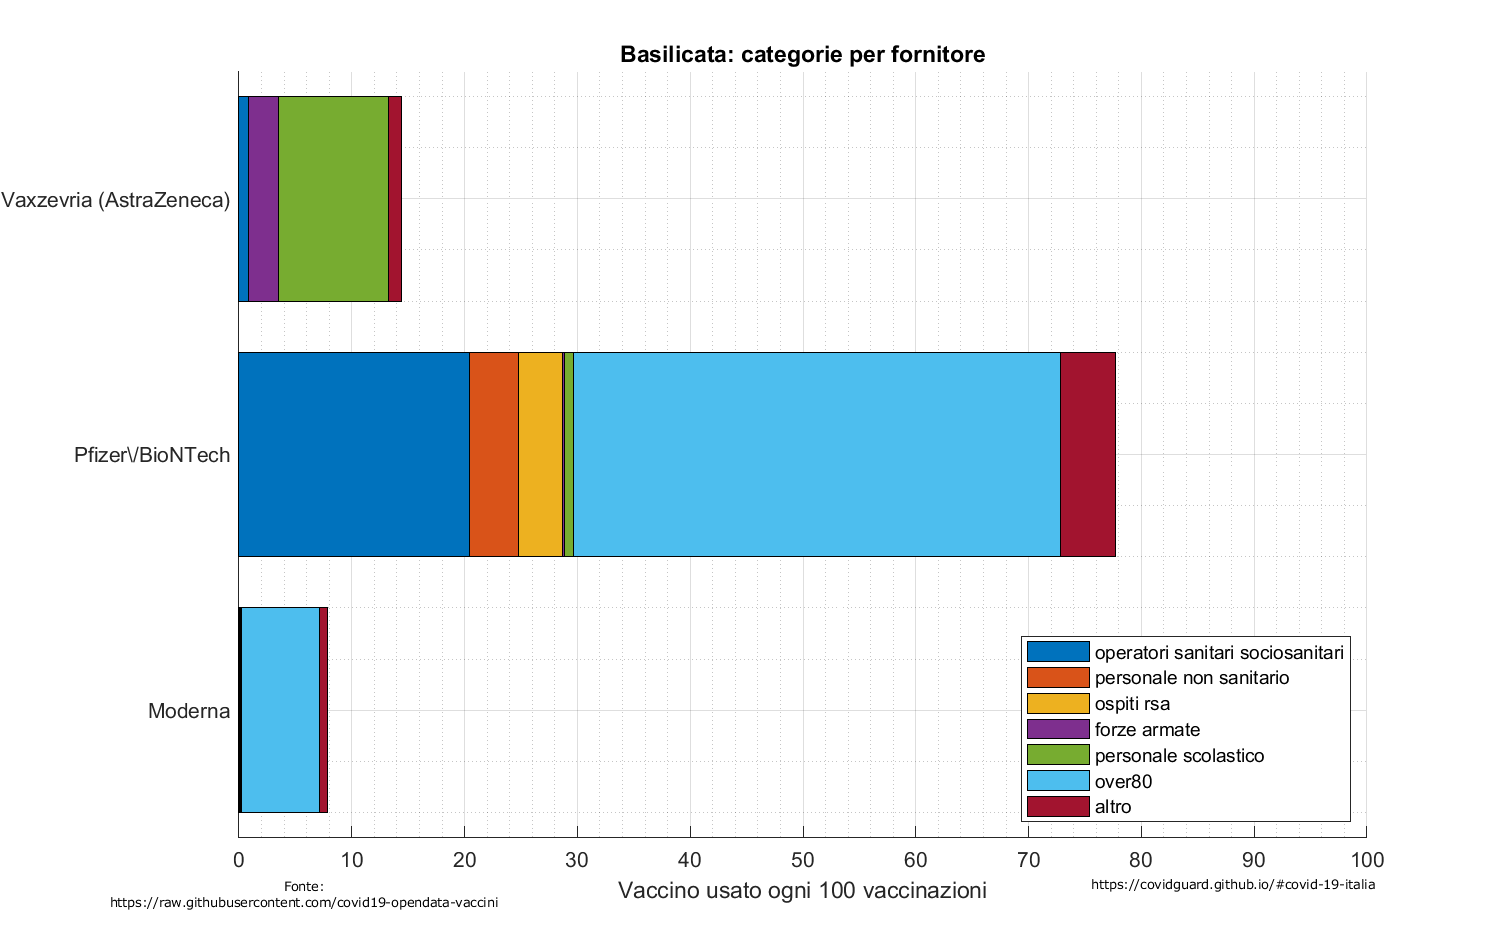 Basilicata: categorie per fornitore
Vaxzevria (AstraZeneca)
Pfizer\/BioNTech
Moderna
operatori sanitari sociosanitari
personale non sanitario
ospiti rsa
forze armate
personale scolastico
over80
altro
0 10 20 30 40 50 60 70 80 90 100
Vaccino usato ogni 100 vaccinazioni
Fonte:
https://raw.githubusercontent.com/covid19-opendata-vaccini
https://covidguard.github.io/#covid-19-italia